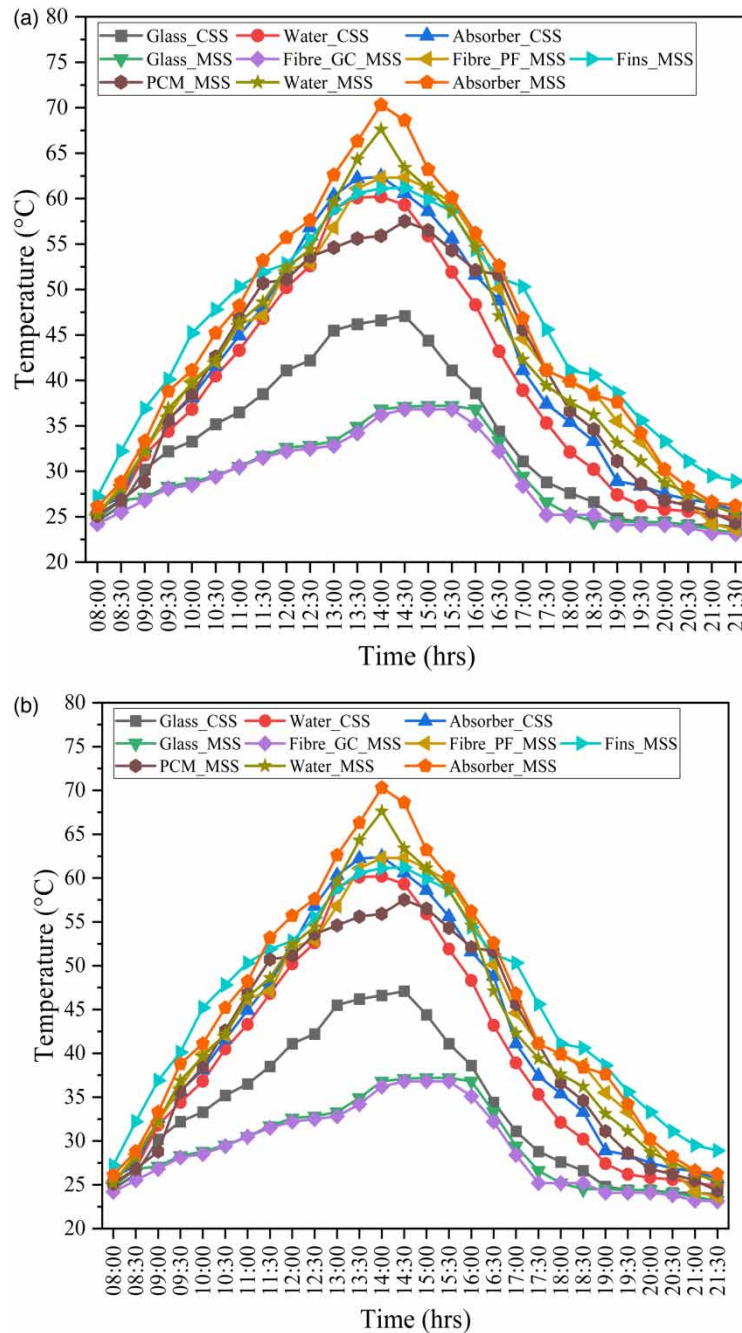 (a)
80
75
70
65
60
55
50
45
40
35
30
25
20
Temperature (°C)
Glass_CSS Water_CSS Absorber_CSS
Glass_MSS Fibre_GC_MSS Fibre_PF_MSS Fins_MSS
PCM_MSS Water_MSS Absorber_MSS
08:00 08:30 09:00 09:30 10:00 10:30 11:00 11:30 12:00 12:30 13:00 13:30 14:00 14:30 15:00 15:30 16:00 16:30 17:00 17:30 18:00 18:30 19:00 19:30 20:00 20:30 21:00 21:30
Time (hrs)
(b)
80
75
70
65
60
55
50
45
40
35
30
25
20
Temperature (°C)
Glass_CSS Water_CSS Absorber_CSS
Glass_MSS Fibre_GC_MSS Fibre_PF_MSS Fins_MSS
PCM_MSS Water_MSS Absorber_MSS
08:00 08:30 09:00 09:30 10:00 10:30 11:00 11:30 12:00 12:30 13:00 13:30 14:00 14:30 15:00 15:30 16:00 16:30 17:00 17:30 18:00 18:30 19:00 19:30 20:00 20:30 21:00 21:30
Time (hrs)